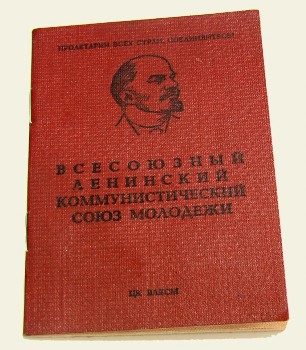 ПРОЛЕТАРИИ ВСЕХ СТРАН, СОЕДИНЯЙТЕСЬ!
ВСЕСОЮЗНЫЙ
ЛЕНИНСКИЙ
КОММУНИСТИЧЕСКИЙ
СОЮЗ МОЛОДЕЖИ
ЦК ВЛКСМ